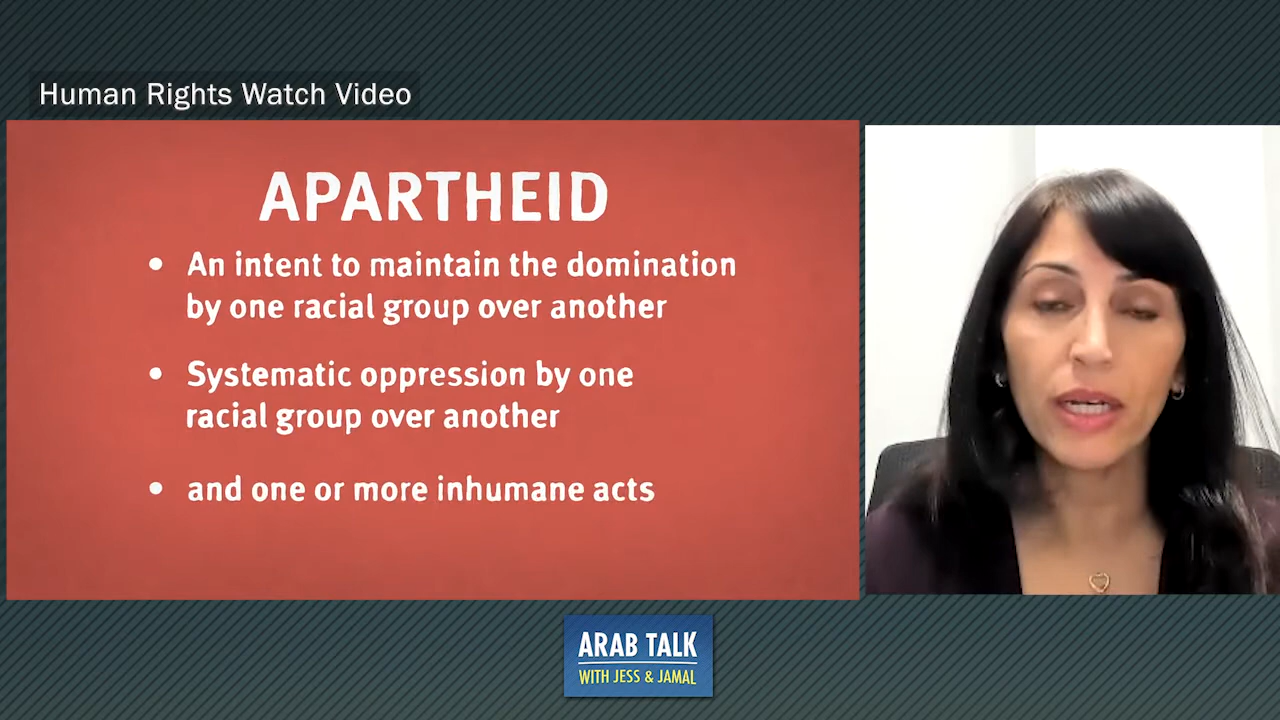 Human Rights Watch Video
APARTHEID
• An intent to maintain the domination
by one racial group over another
• Systematic oppression by one
racial group over another
• and one or more inhumane acts
ARAB TALK
WITH JESS & JAMAL